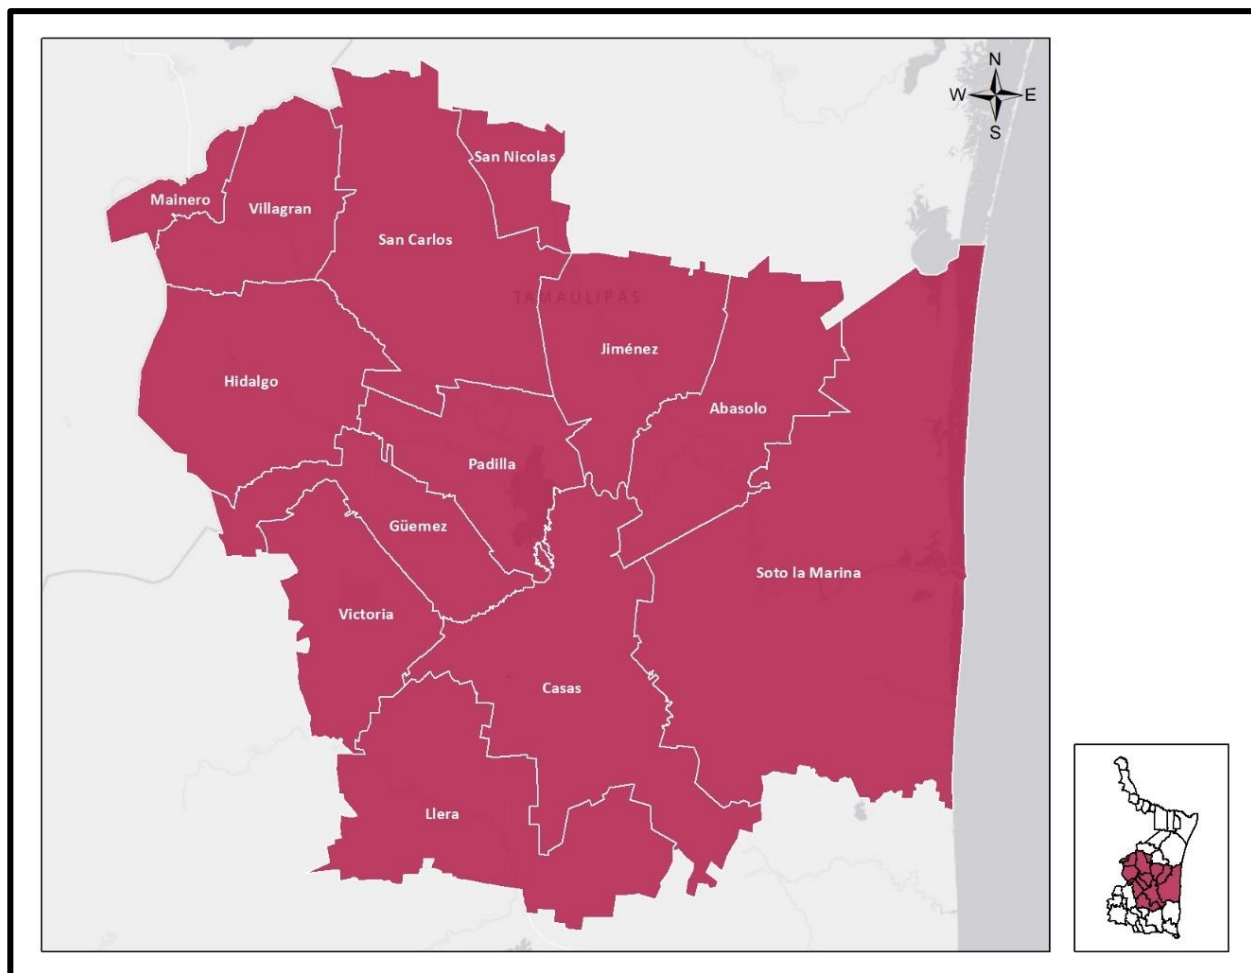 N
W E
S
San Nicolas
Mainero
Villagran
San Carlos
TAMAULIPAS
Jiménez
Hidalgo
Abasolo
Padilla
Güemez
Soto la Marina
Victoria
Casas
Llera